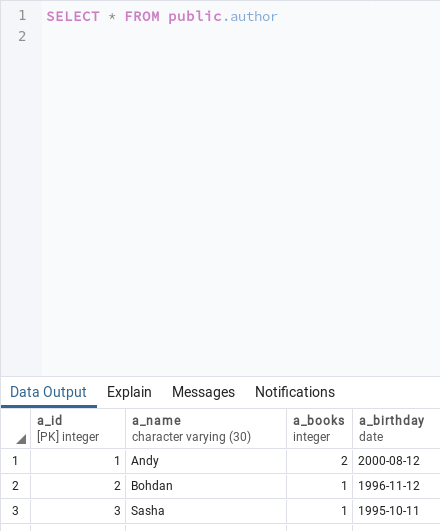 1 SELECT * FROM public.author
2
Data Output Explain Messages Notifications
a_id a_name a_books a_birthday
[PK] integer character varying (30) integer date
1 1 Andy 2 2000-08-12
2 2 Bohdan 1 1996-11-12
3 3 Sasha 1 1995-10-11